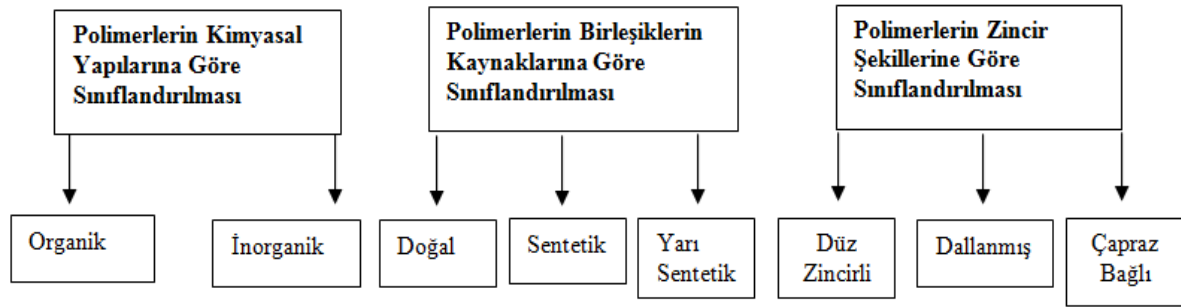 Polimerlerin Kimyasal
Yapılarına Göre
Sınıflandırılması
Polimerlerin Birleşiklerin
Kaynaklarına Göre
Sınıflandırılması
Polimerlerin Zincir
Şekillerine Göre
Sınıflandırılması
Organik
İnorganik
Doğal
Sentetik
Yarı
Sentetik
Düz
Zincirli
Dallanmış
Çapraz
Bağlı